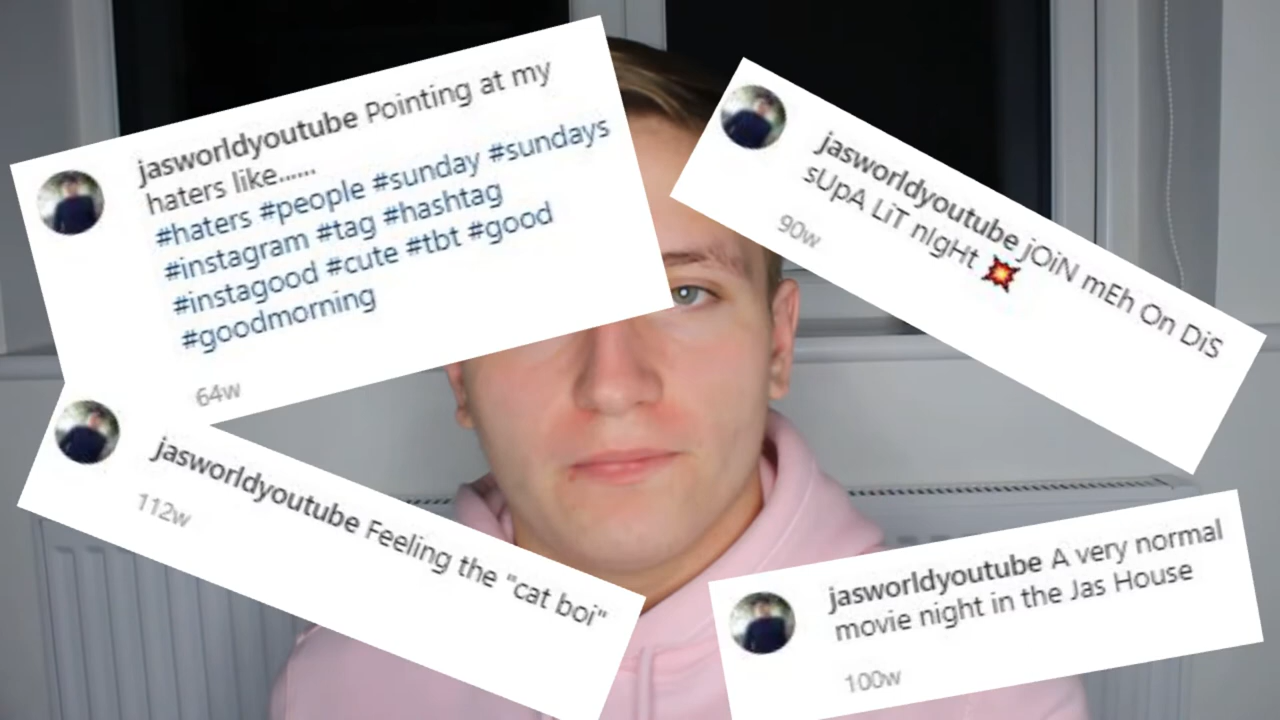 jasworldyoutube Pointing at my
haters like......
#haters #people #sunday #sundays
#instagram #tag #hashtag
#instagood #cute #tbt #good
#goodmorning
64w
jasworldyoutube jOiN mEh On DiS
sUpA LiT nIgHt 💥
90w
jasworldyoutube Feeling the "cat boi"
112w
jasworldyoutube A very normal
movie night in the Jas House
100w